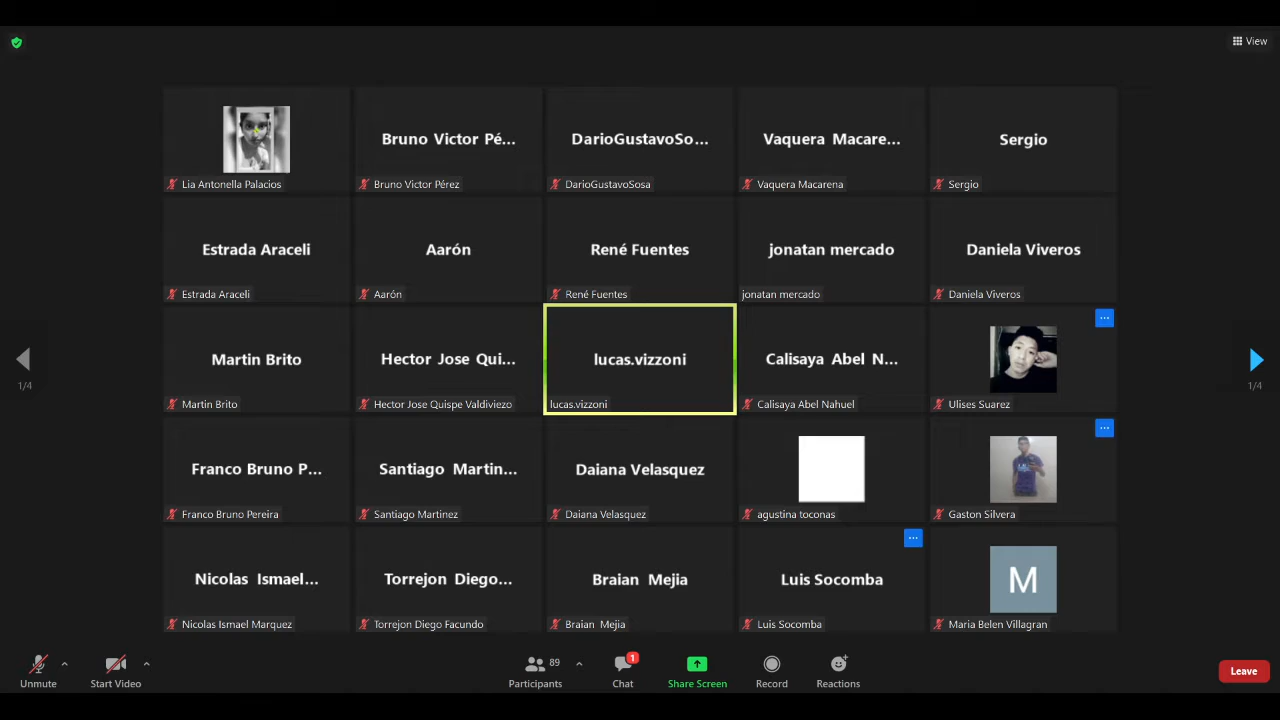 View
Lia Antonella Palacios
Bruno Victor Pé...
Bruno Victor Pérez
DarioGustavoSo...
DarioGustavoSosa
Vaquera Macare...
Vaquera Macarena
Sergio
Sergio
Estrada Araceli
Estrada Araceli
Aarón
Aarón
René Fuentes
René Fuentes
jonatan mercado
jonatan mercado
Daniela Viveros
Daniela Viveros
1/4
Martin Brito
Martin Brito
Hector Jose Qui...
Hector Jose Quispe Valdiviezo
lucas.vizzoni
lucas.vizzoni
Calisaya Abel N...
Calisaya Abel Nahuel
Ulises Suarez
1/4
Franco Bruno P...
Franco Bruno Pereira
Santiago Martin...
Santiago Martinez
Daiana Velasquez
Daiana Velasquez
agustina toconas
Gaston Silvera
Nicolas Ismael...
Nicolas Ismael Marquez
Torrejon Diego...
Torrejon Diego Facundo
Braian Mejia
Braian Mejia
Luis Socomba
Luis Socomba
M
Maria Belen Villagran
Unmute
Start Video
89
Participants
1
Chat
Share Screen
Record
Reactions
Leave